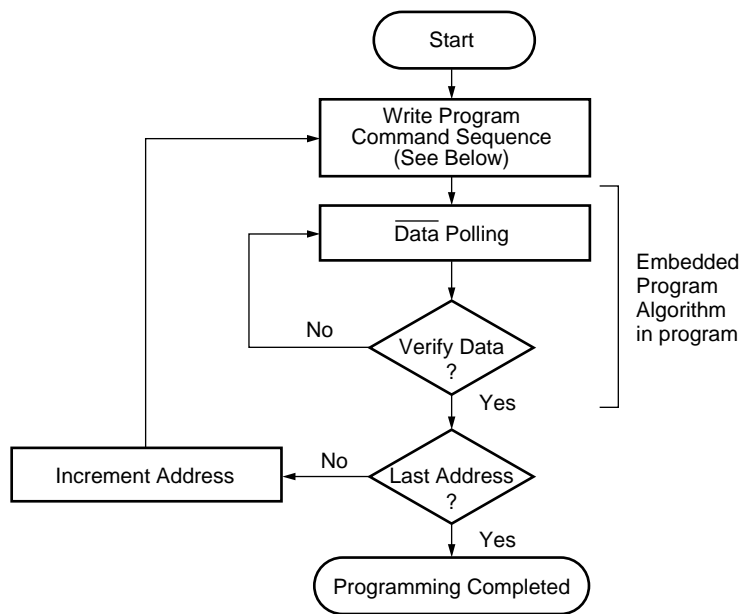 Start
Write Program
Command Sequence
(See Below)
Data Polling
Embedded
Program
Algorithm
in program
No
Verify Data
?
Yes
Increment Address
No
Last Address
?
Yes
Programming Completed